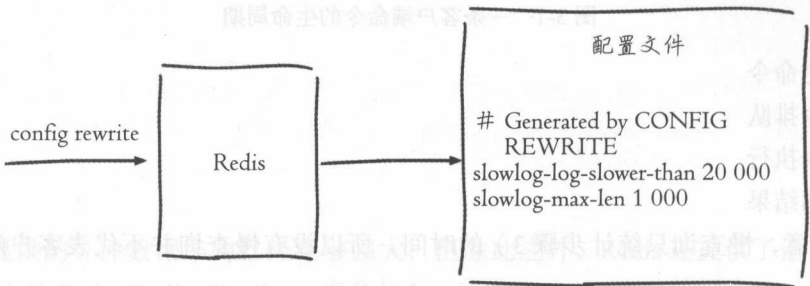 配置文件
config rewrite
Redis
# Generated by CONFIG
REWRITE
slowlog-log-slower-than 20 000
slowlog-max-len 1 000